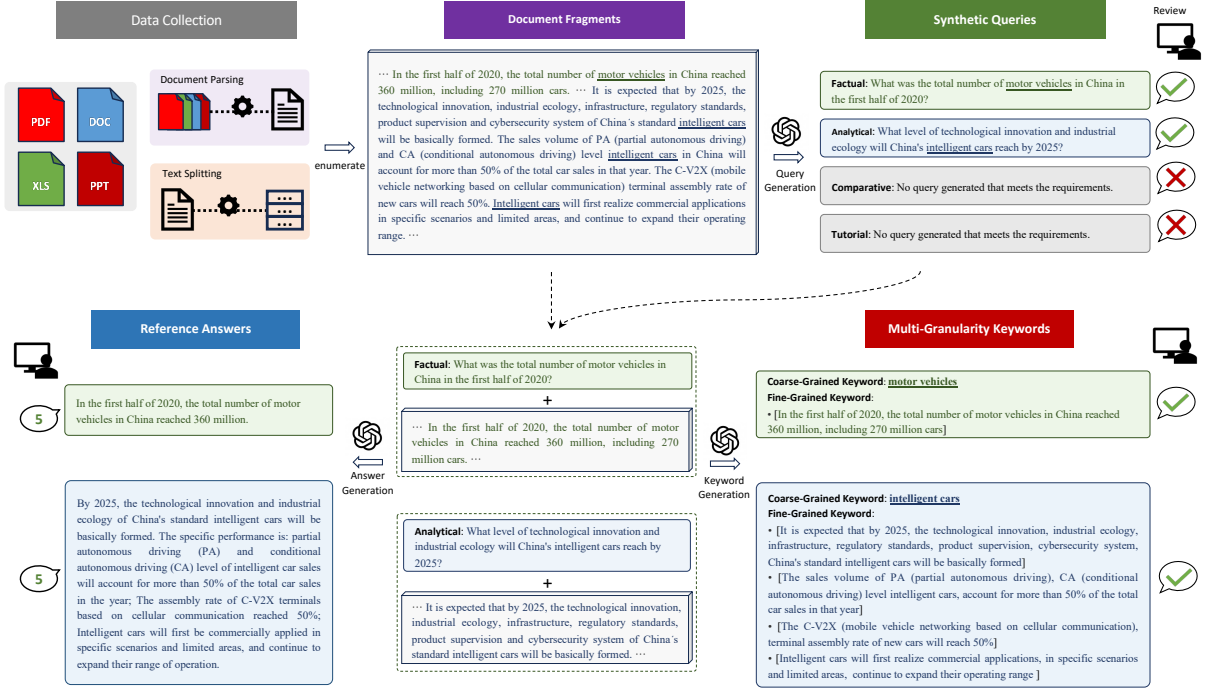 Data Collection
PDF
DOC
XLS
PPT
Document Parsing
Text Splitting
enumerate
Document Fragments
··· In the first half of 2020, the total number of motor vehicles in China reached
360 million, including 270 million cars. ··· It is expected that by 2025, the
technological innovation, industrial ecology, infrastructure, regulatory standards,
product supervision and cybersecurity system of China´s standard intelligent cars
will be basically formed. The sales volume of PA (partial autonomous driving)
and CA (conditional autonomous driving) level intelligent cars in China will
account for more than 50% of the total car sales in that year. The C-V2X (mobile
vehicle networking based on cellular communication) terminal assembly rate of
new cars will reach 50%. Intelligent cars will first realize commercial applications
in specific scenarios and limited areas, and continue to expand their operating
range. ···
Query
Generation
Synthetic Queries
Review
Factual: What was the total number of motor vehicles in China in
the first half of 2020?
Analytical: What level of technological innovation and industrial
ecology will China's intelligent cars reach by 2025?
Comparative: No query generated that meets the requirements.
Tutorial: No query generated that meets the requirements.
Reference Answers
5
In the first half of 2020, the total number of motor
vehicles in China reached 360 million.
5
By 2025, the technological innovation and industrial
ecology of China's standard intelligent cars will be
basically formed. The specific performance is: partial
autonomous driving (PA) and conditional
autonomous driving (CA) level of intelligent car sales
will account for more than 50% of the total car sales
in the year; The assembly rate of C-V2X terminals
based on cellular communication reached 50%;
Intelligent cars will first be commercially applied in
specific scenarios and limited areas, and continue to
expand their range of operation.
Answer
Generation
Factual: What was the total number of motor vehicles in
China in the first half of 2020?
+
··· In the first half of 2020, the total number of motor
vehicles in China reached 360 million, including 270
million cars. ···
Analytical: What level of technological innovation and
industrial ecology will China's intelligent cars reach by
2025?
+
··· It is expected that by 2025, the technological innovation,
industrial ecology, infrastructure, regulatory standards,
product supervision and cybersecurity system of China´s
standard intelligent cars will be basically formed. ···
Keyword
Generation
Multi-Granularity Keywords
Coarse-Grained Keyword: motor vehicles
Fine-Grained Keyword:
• [In the first half of 2020, the total number of motor vehicles in China reached
360 million, including 270 million cars]
Coarse-Grained Keyword: intelligent cars
Fine-Grained Keyword:
• [It is expected that by 2025, the technological innovation, industrial ecology,
infrastructure, regulatory standards, product supervision, cybersecurity system,
China's standard intelligent cars will be basically formed]
• [The sales volume of PA (partial autonomous driving), CA (conditional
autonomous driving) level intelligent cars, account for more than 50% of the total
car sales in that year]
• [The C-V2X (mobile vehicle networking based on cellular communication),
terminal assembly rate of new cars will reach 50%]
• [Intelligent cars will first realize commercial applications, in specific scenarios
and limited areas, continue to expand their operating range ]